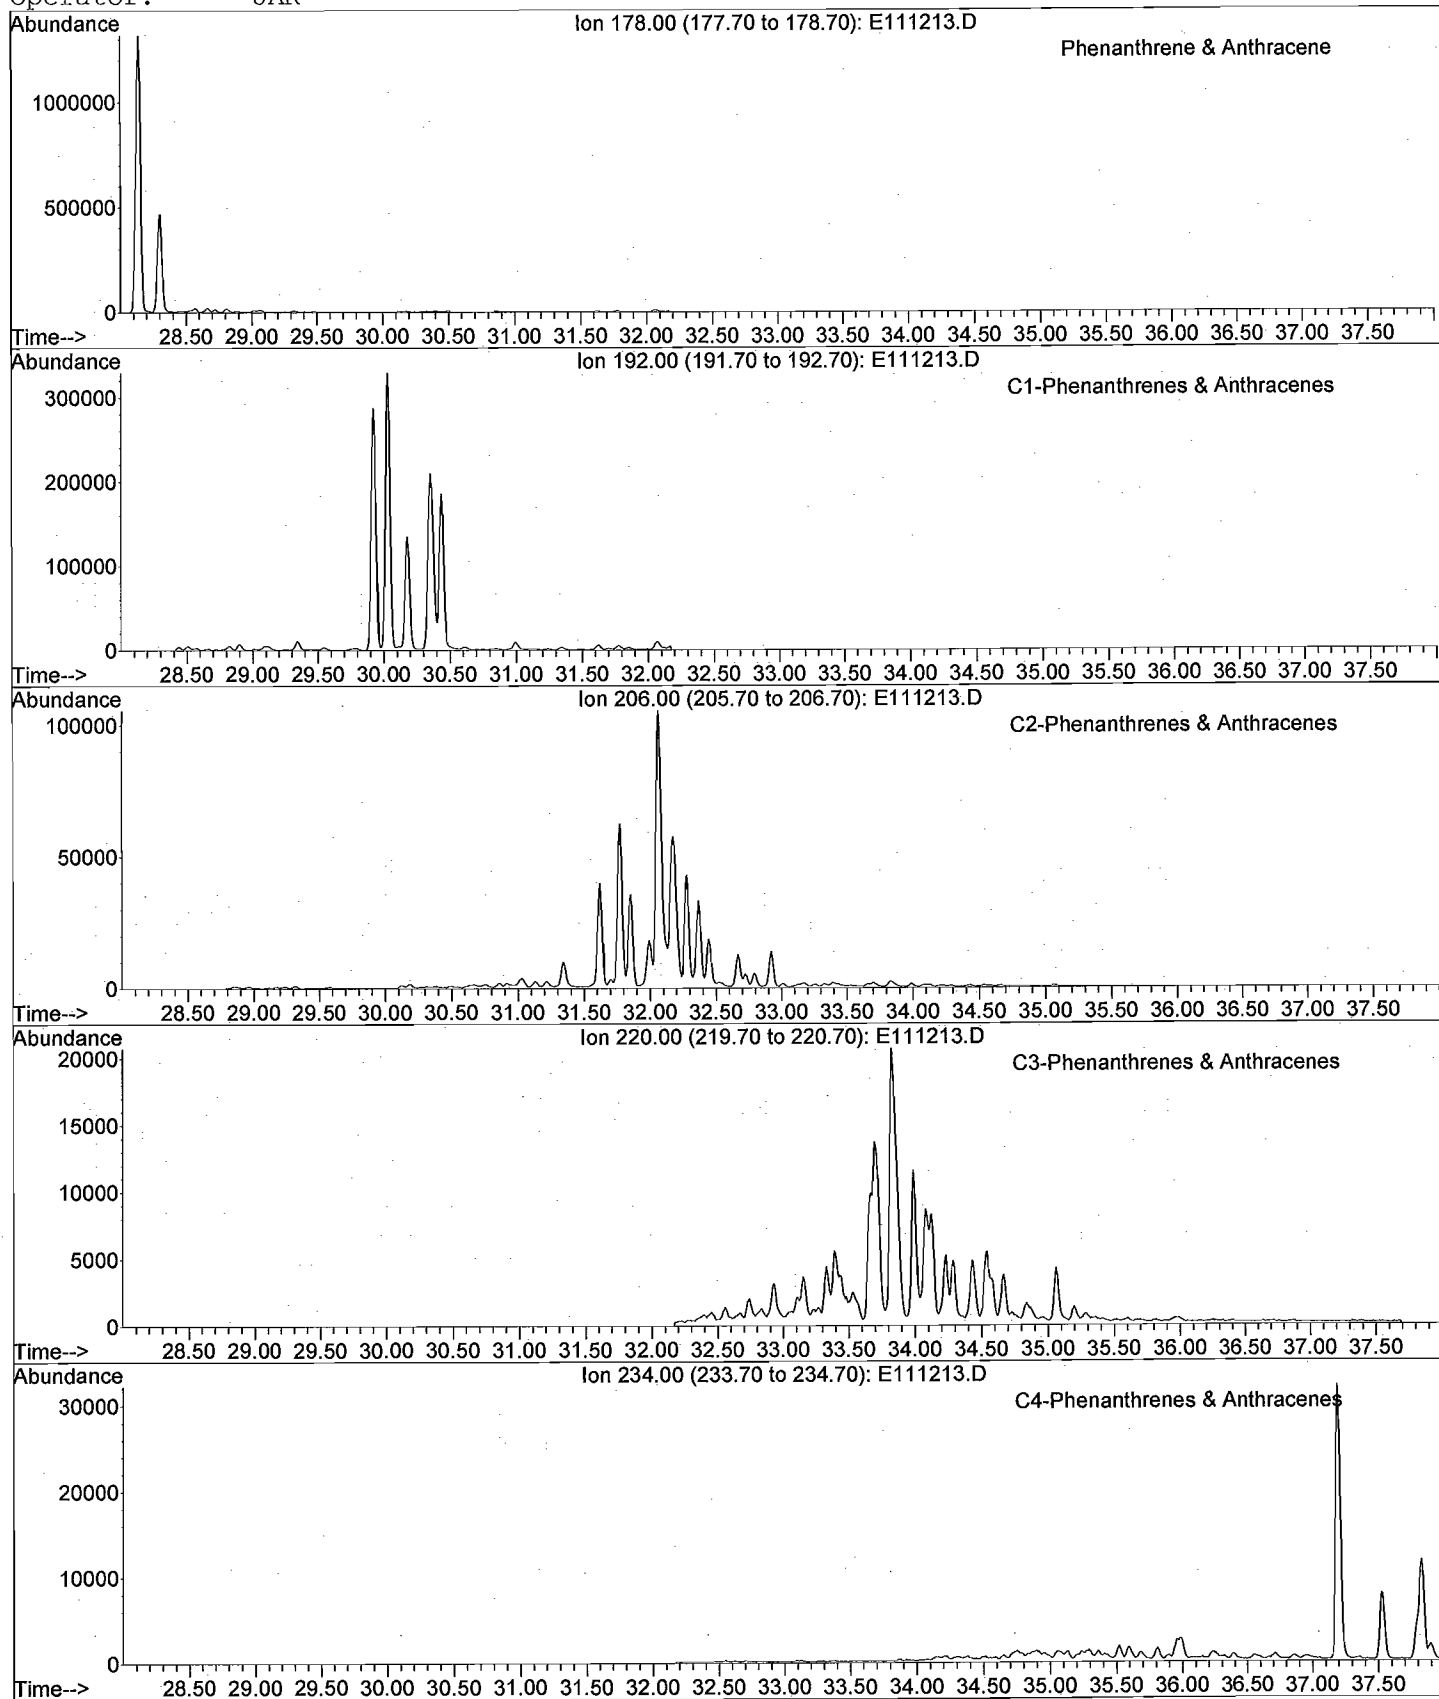 Operator: JAR
Abundance
Ion 178.00 (177.70 to 178.70): E111213.D
Phenanthrene & Anthracene
1000000
500000
0
Time--> 28.50 29.00 29.50 30.00 30.50 31.00 31.50 32.00 32.50 33.00 33.50 34.00 34.50 35.00 35.50 36.00 36.50 37.00 37.50
Abundance
Ion 192.00 (191.70 to 192.70): E111213.D
C1-Phenanthrenes & Anthracenes
300000
200000
100000
0
Time--> 28.50 29.00 29.50 30.00 30.50 31.00 31.50 32.00 32.50 33.00 33.50 34.00 34.50 35.00 35.50 36.00 36.50 37.00 37.50
Abundance
Ion 206.00 (205.70 to 206.70): E111213.D
C2-Phenanthrenes & Anthracenes
100000
50000
0
Time--> 28.50 29.00 29.50 30.00 30.50 31.00 31.50 32.00 32.50 33.00 33.50 34.00 34.50 35.00 35.50 36.00 36.50 37.00 37.50
Abundance
Ion 220.00 (219.70 to 220.70): E111213.D
C3-Phenanthrenes & Anthracenes
20000
15000
10000
5000
0
Time--> 28.50 29.00 29.50 30.00 30.50 31.00 31.50 32.00 32.50 33.00 33.50 34.00 34.50 35.00 35.50 36.00 36.50 37.00 37.50
Abundance
Ion 234.00 (233.70 to 234.70): E111213.D
C4-Phenanthrenes & Anthracenes
30000
20000
10000
0
Time--> 28.50 29.00 29.50 30.00 30.50 31.00 31.50 32.00 32.50 33.00 33.50 34.00 34.50 35.00 35.50 36.00 36.50 37.00 37.50